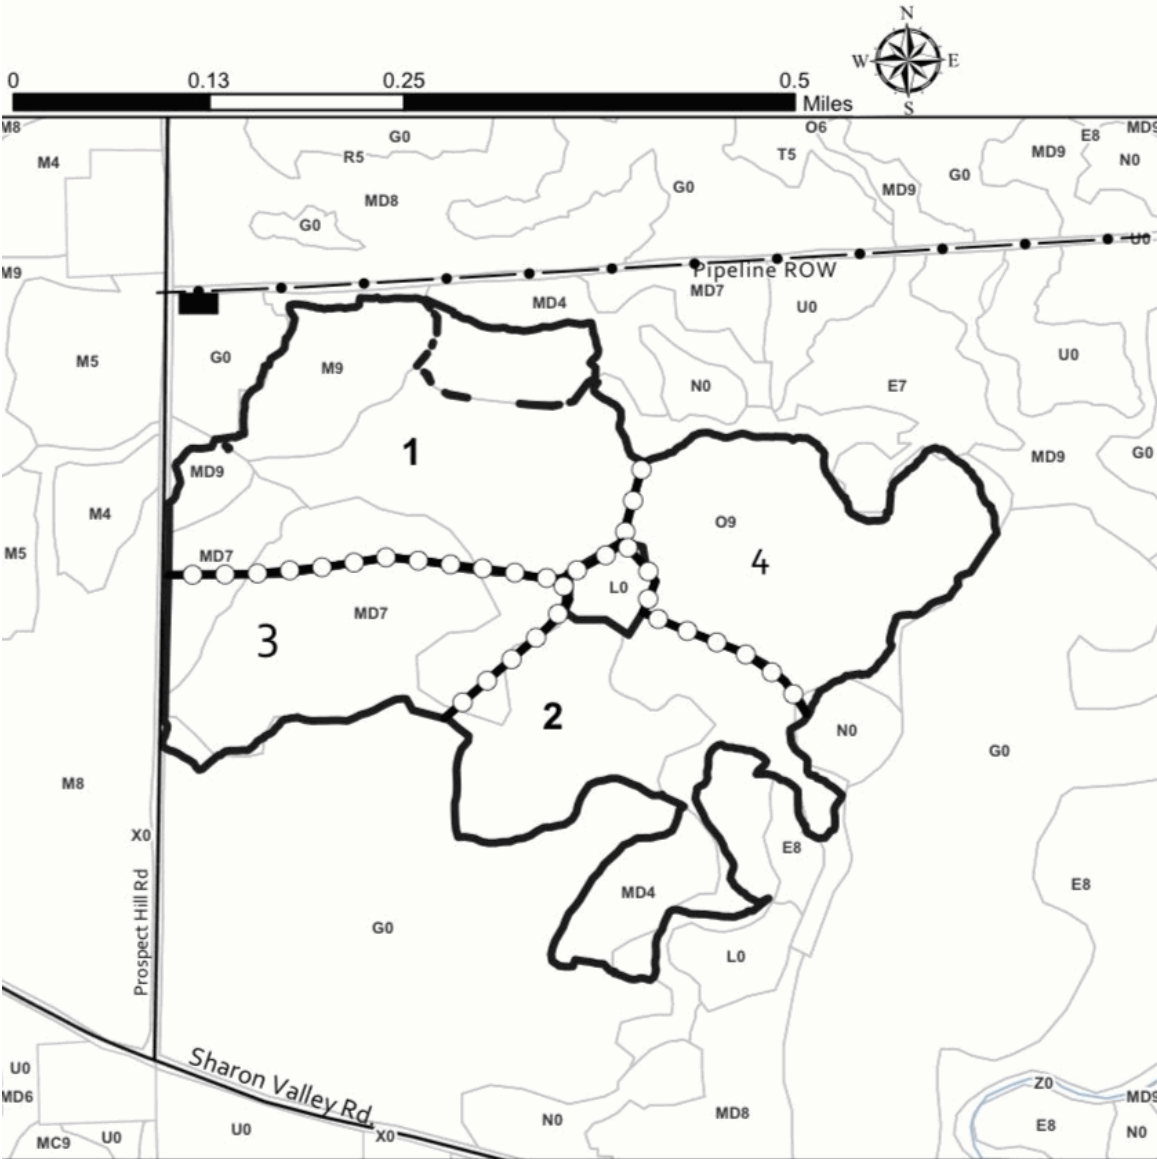 N
W E
S
0 0.13 0.25 0.5
Miles
M8 G0 O6 E8 MD9
M4 R5 T5 MD9 N0
MD8 G0 MD9 G0
G0
U0
M9 Pipeline ROW
MD4 MD7 U0
M5 G0 M9 N0 E7 U0
1
MD9 MD9 G0
M4 O9
M5 MD7 4
L0
3 MD7
2 N0 G0
M8
X0 E8
MD4 E8
Prospect Hill Rd
G0 L0
Sharon Valley Rd.
U0 Z0
MD6 MD9
N0 MD8 E8 N0
MC9 U0 U0 X0